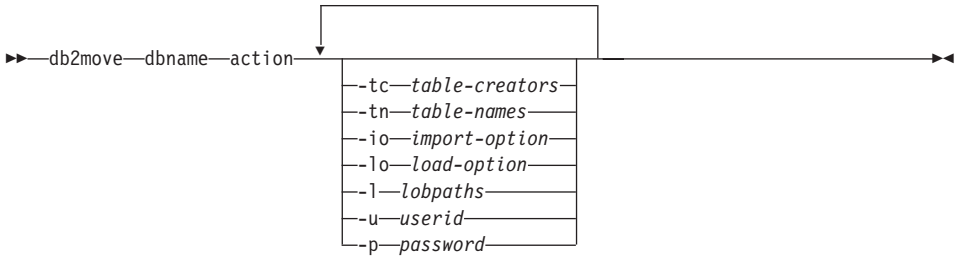 db2move dbname action
-tc table-creators
-tn table-names
-io import-option
-lo load-option
-l lobpaths
-u userid
-p password